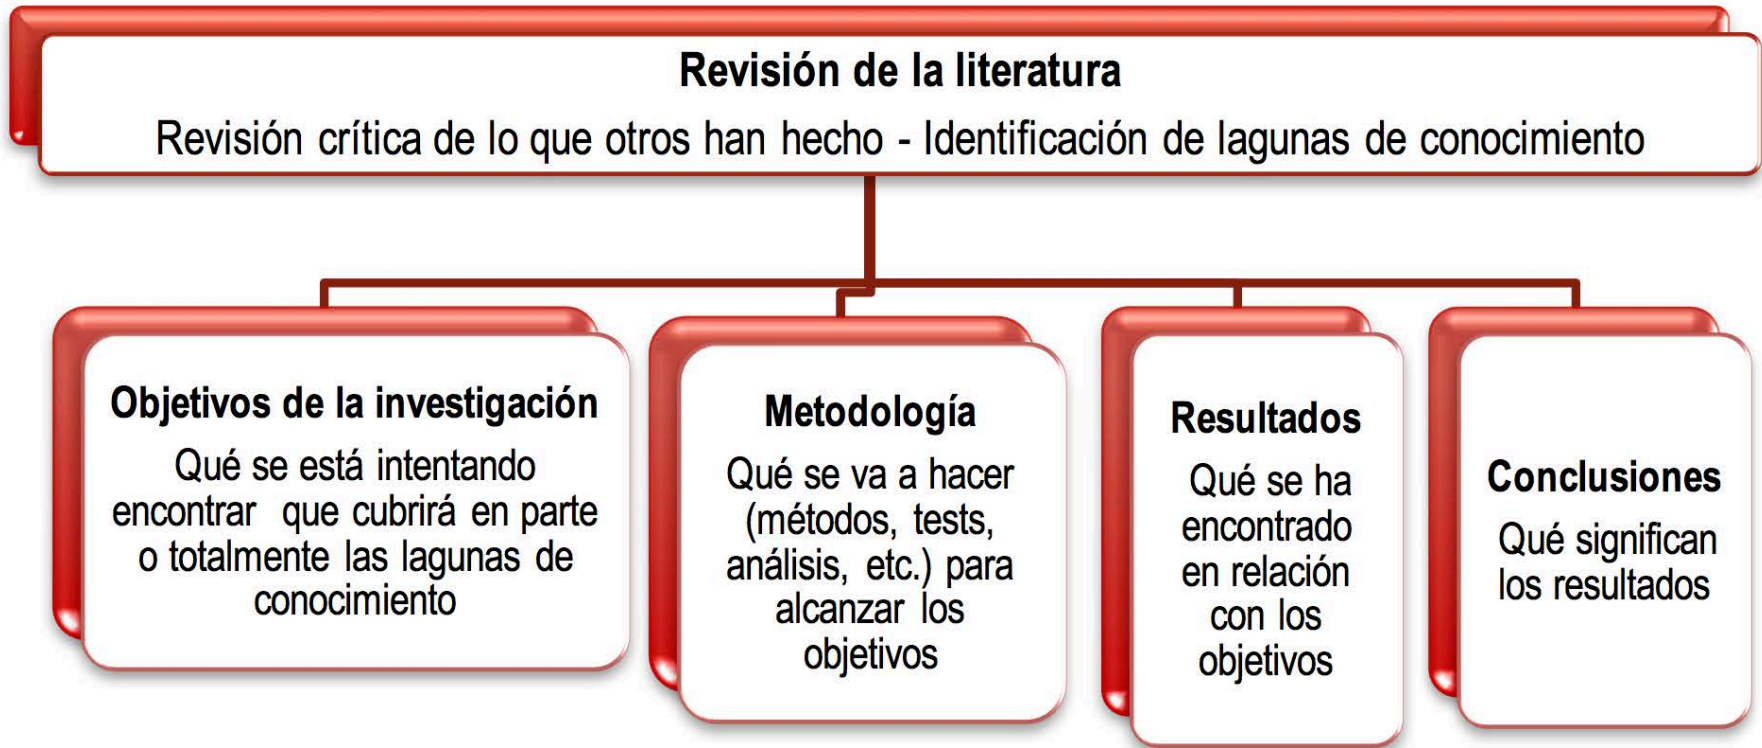 Revisión de la literatura
Revisión crítica de lo que otros han hecho - Identificación de lagunas de conocimiento
Objetivos de la investigación
Qué se está intentando
encontrar que cubrirá en parte
o totalmente las lagunas de
conocimiento
Metodología
Qué se va a hacer
(métodos, tests,
análisis, etc.) para
alcanzar los
objetivos
Resultados
Qué se ha
encontrado
en relación
con los
objetivos
Conclusiones
Qué significan
los resultados